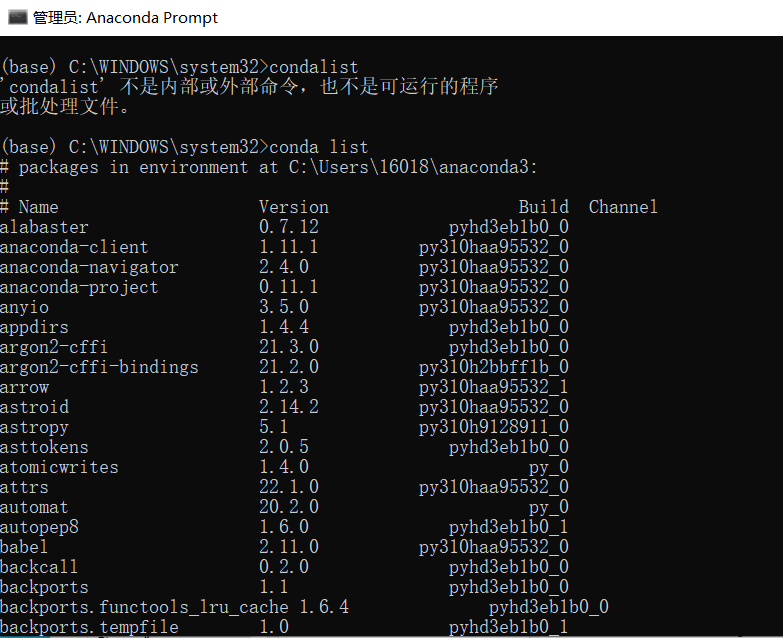 管理员: Anaconda Prompt
(base) C:\WINDOWS\system32>condalist
'condalist' 不是内部或外部命令，也不是可运行的程序
或批处理文件。
(base) C:\WINDOWS\system32>conda list
# packages in environment at C:\Users\16018\anaconda3:
#
# Name Version Build Channel
alabaster 0.7.12 pyhd3eb1b0_0
anaconda-client 1.11.1 py310haa95532_0
anaconda-navigator 2.4.0 py310haa95532_0
anaconda-project 0.11.1 py310haa95532_0
anyio 3.5.0 py310haa95532_0
appdirs 1.4.4 pyhd3eb1b0_0
argon2-cffi 21.3.0 pyhd3eb1b0_0
argon2-cffi-bindings 21.2.0 py310h2bbff1b_0
arrow 1.2.3 py310haa95532_1
astroid 2.14.2 py310haa95532_0
astropy 5.1 py310h9128911_0
asttokens 2.0.5 pyhd3eb1b0_0
atomicwrites 1.4.0 py_0
attrs 22.1.0 py310haa95532_0
automat 20.2.0 py_0
autopep8 1.6.0 pyhd3eb1b0_1
babel 2.11.0 py310haa95532_0
backcall 0.2.0 pyhd3eb1b0_0
backports 1.1 pyhd3eb1b0_0
backports.functools_lru_cache 1.6.4 pyhd3eb1b0_0
backports.tempfile 1.0 pyhd3eb1b0_1